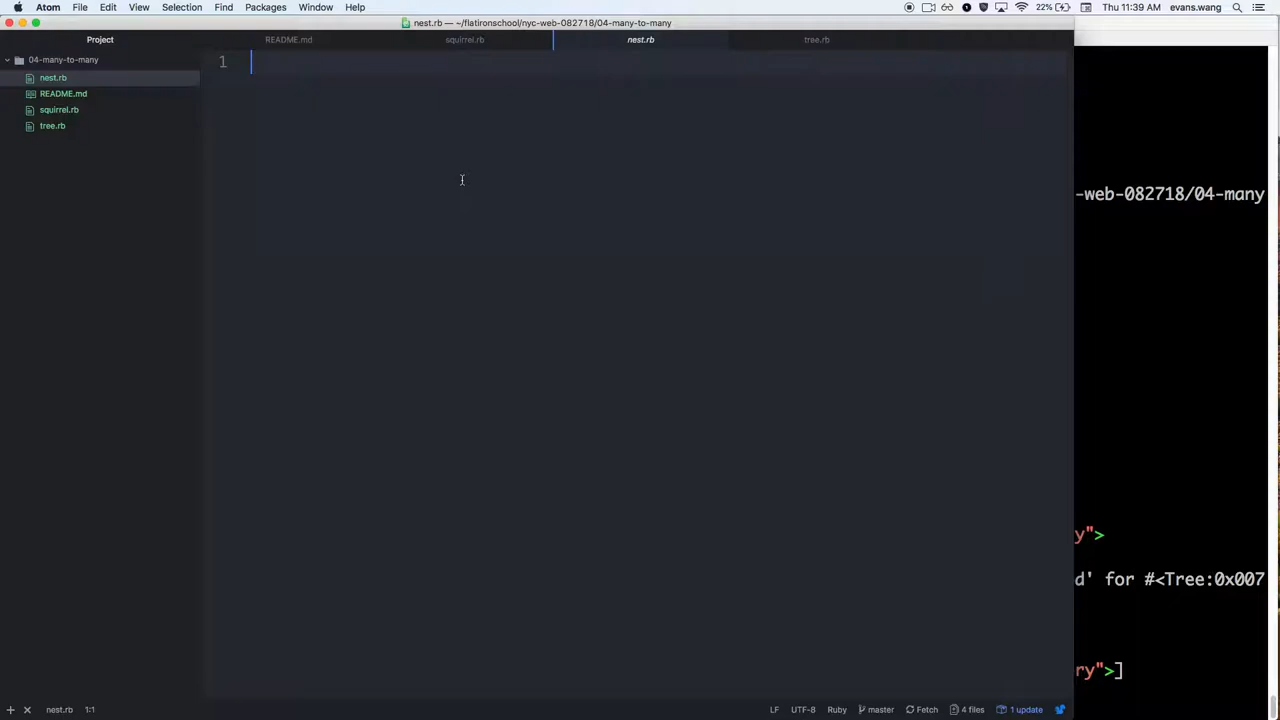 Atom File Edit View Selection Find Packages Window Help 22% Thu 11:39 AM evans.wang
nest.rb — ~/flatironschool/nyc-web-082718/04-many-to-many
Project README.md squirrel.rb nest.rb tree.rb
04-many-to-many
nest.rb
README.md
squirrel.rb
tree.rb
1
-web-082718/04-many
y">
d' for #<Tree:0x007
ry">]
nest.rb 1:1 LF UTF-8 Ruby master Fetch 4 files 1 update